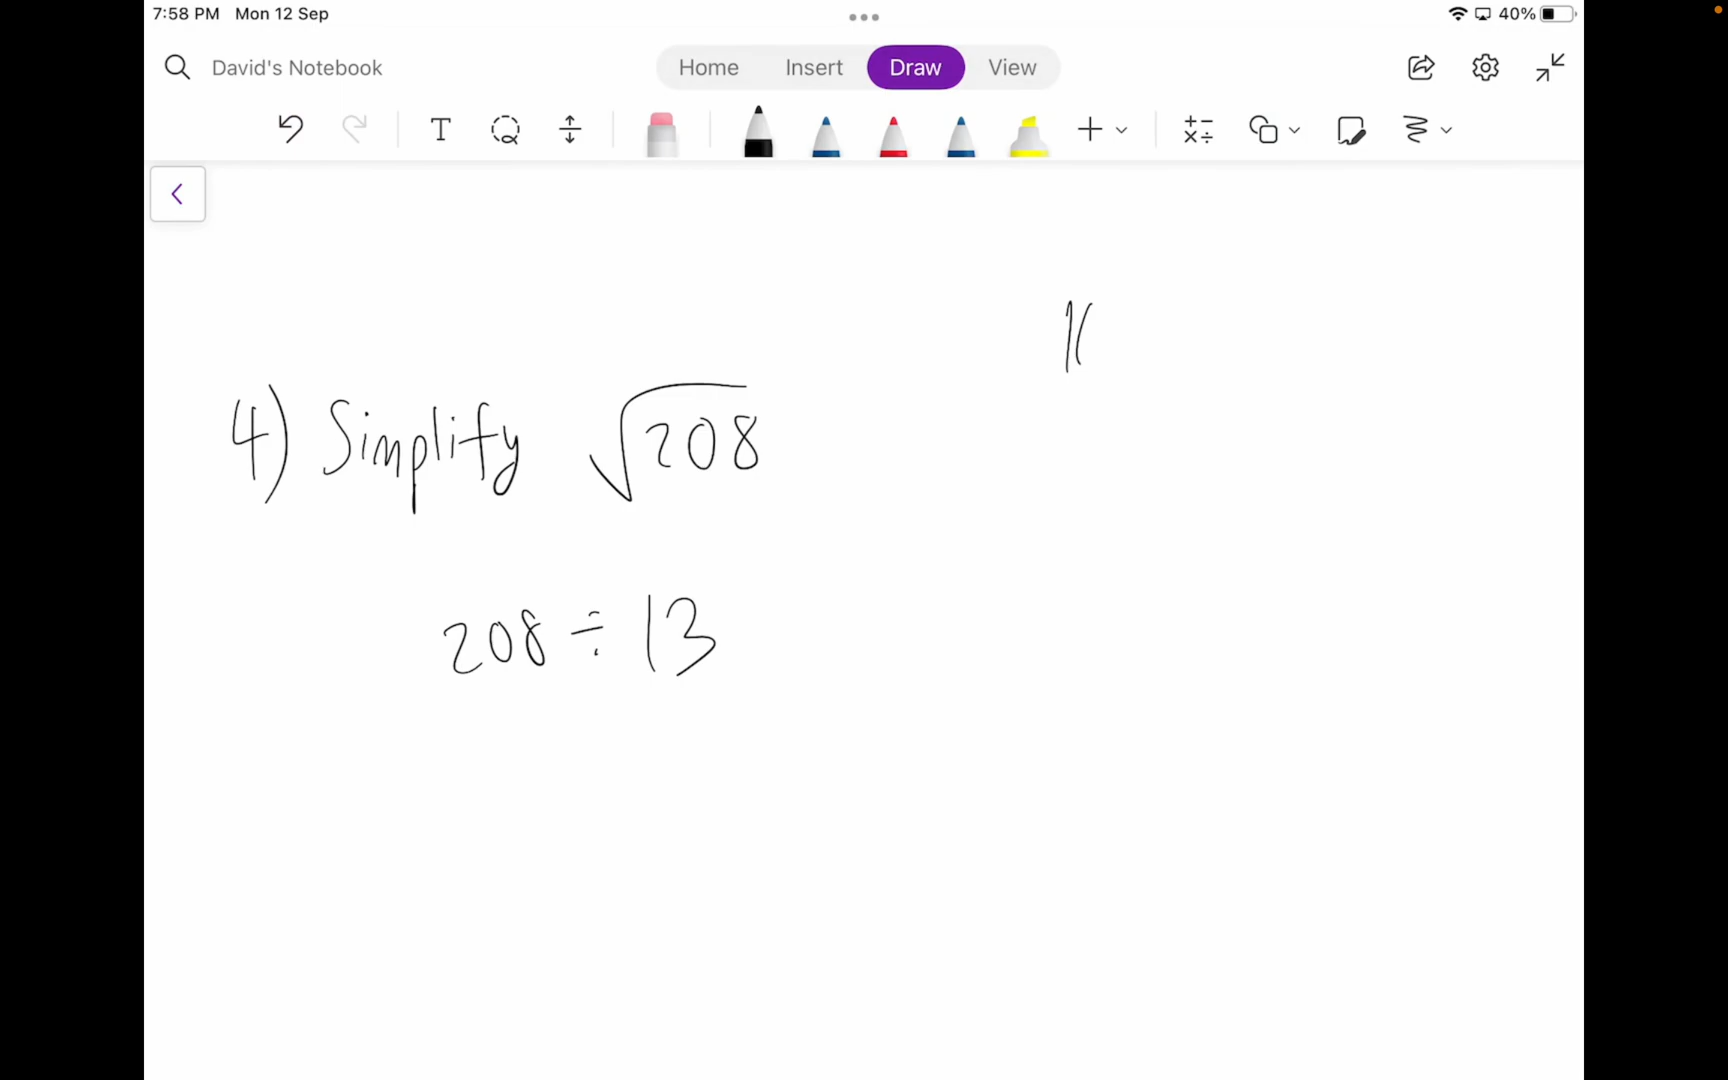 7:58 PM Mon 12 Sep
40%
David's Notebook
Home Insert Draw View
T
4) Simplify √208
208 ÷ 13